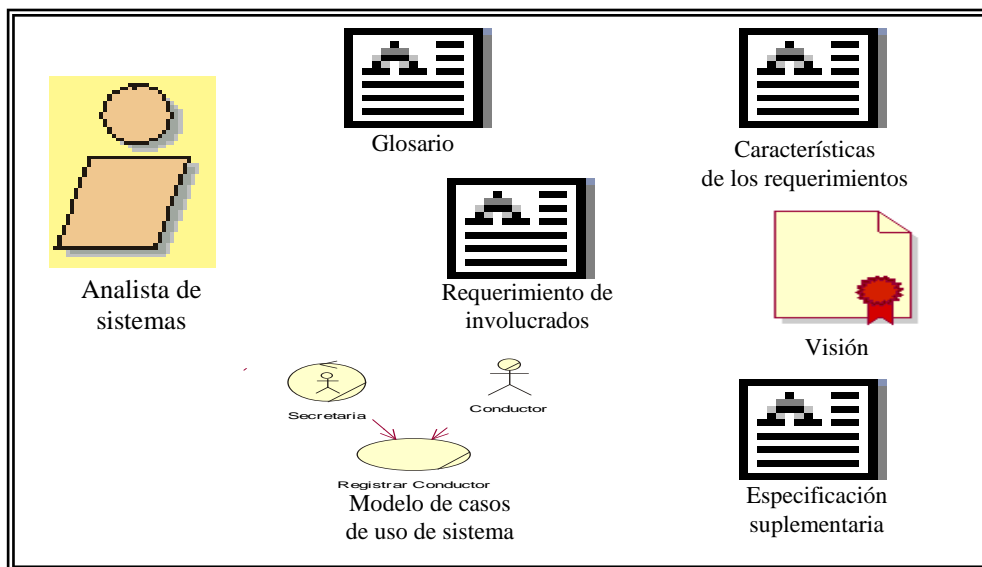 Glosario
Características
de los requerimientos
Analista de
sistemas
Requerimiento de
involucrados
Visión
Secretaria
Conductor
Registrar Conductor
Modelo de casos
de uso de sistema
Especificación
suplementaria